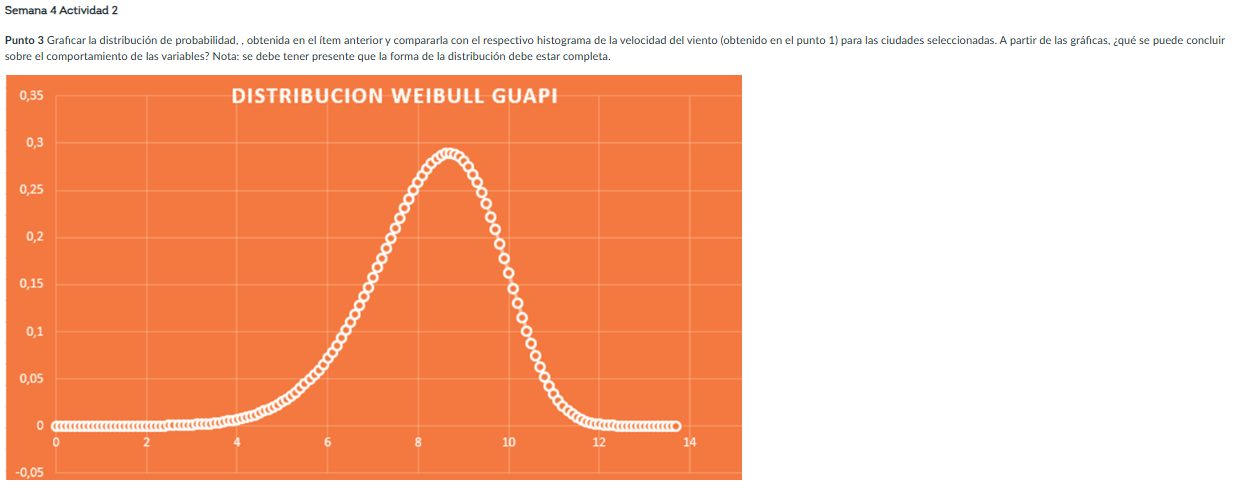 Semana 4 Actividad 2
Punto 3 Graficar la distribución de probabilidad, , obtenida en el ítem anterior y compararla con el respectivo histograma de la velocidad del viento (obtenido en el punto 1) para las ciudades seleccionadas. A partir de las gráficas, ¿qué se puede concluir
sobre el comportamiento de las variables? Nota: se debe tener presente que la forma de la distribución debe estar completa.
DISTRIBUCION WEIBULL GUAPI
0,35
0,3
0,25
0,2
0,15
0,1
0,05
0
-0,05
0 2 4 6 8 10 12 14